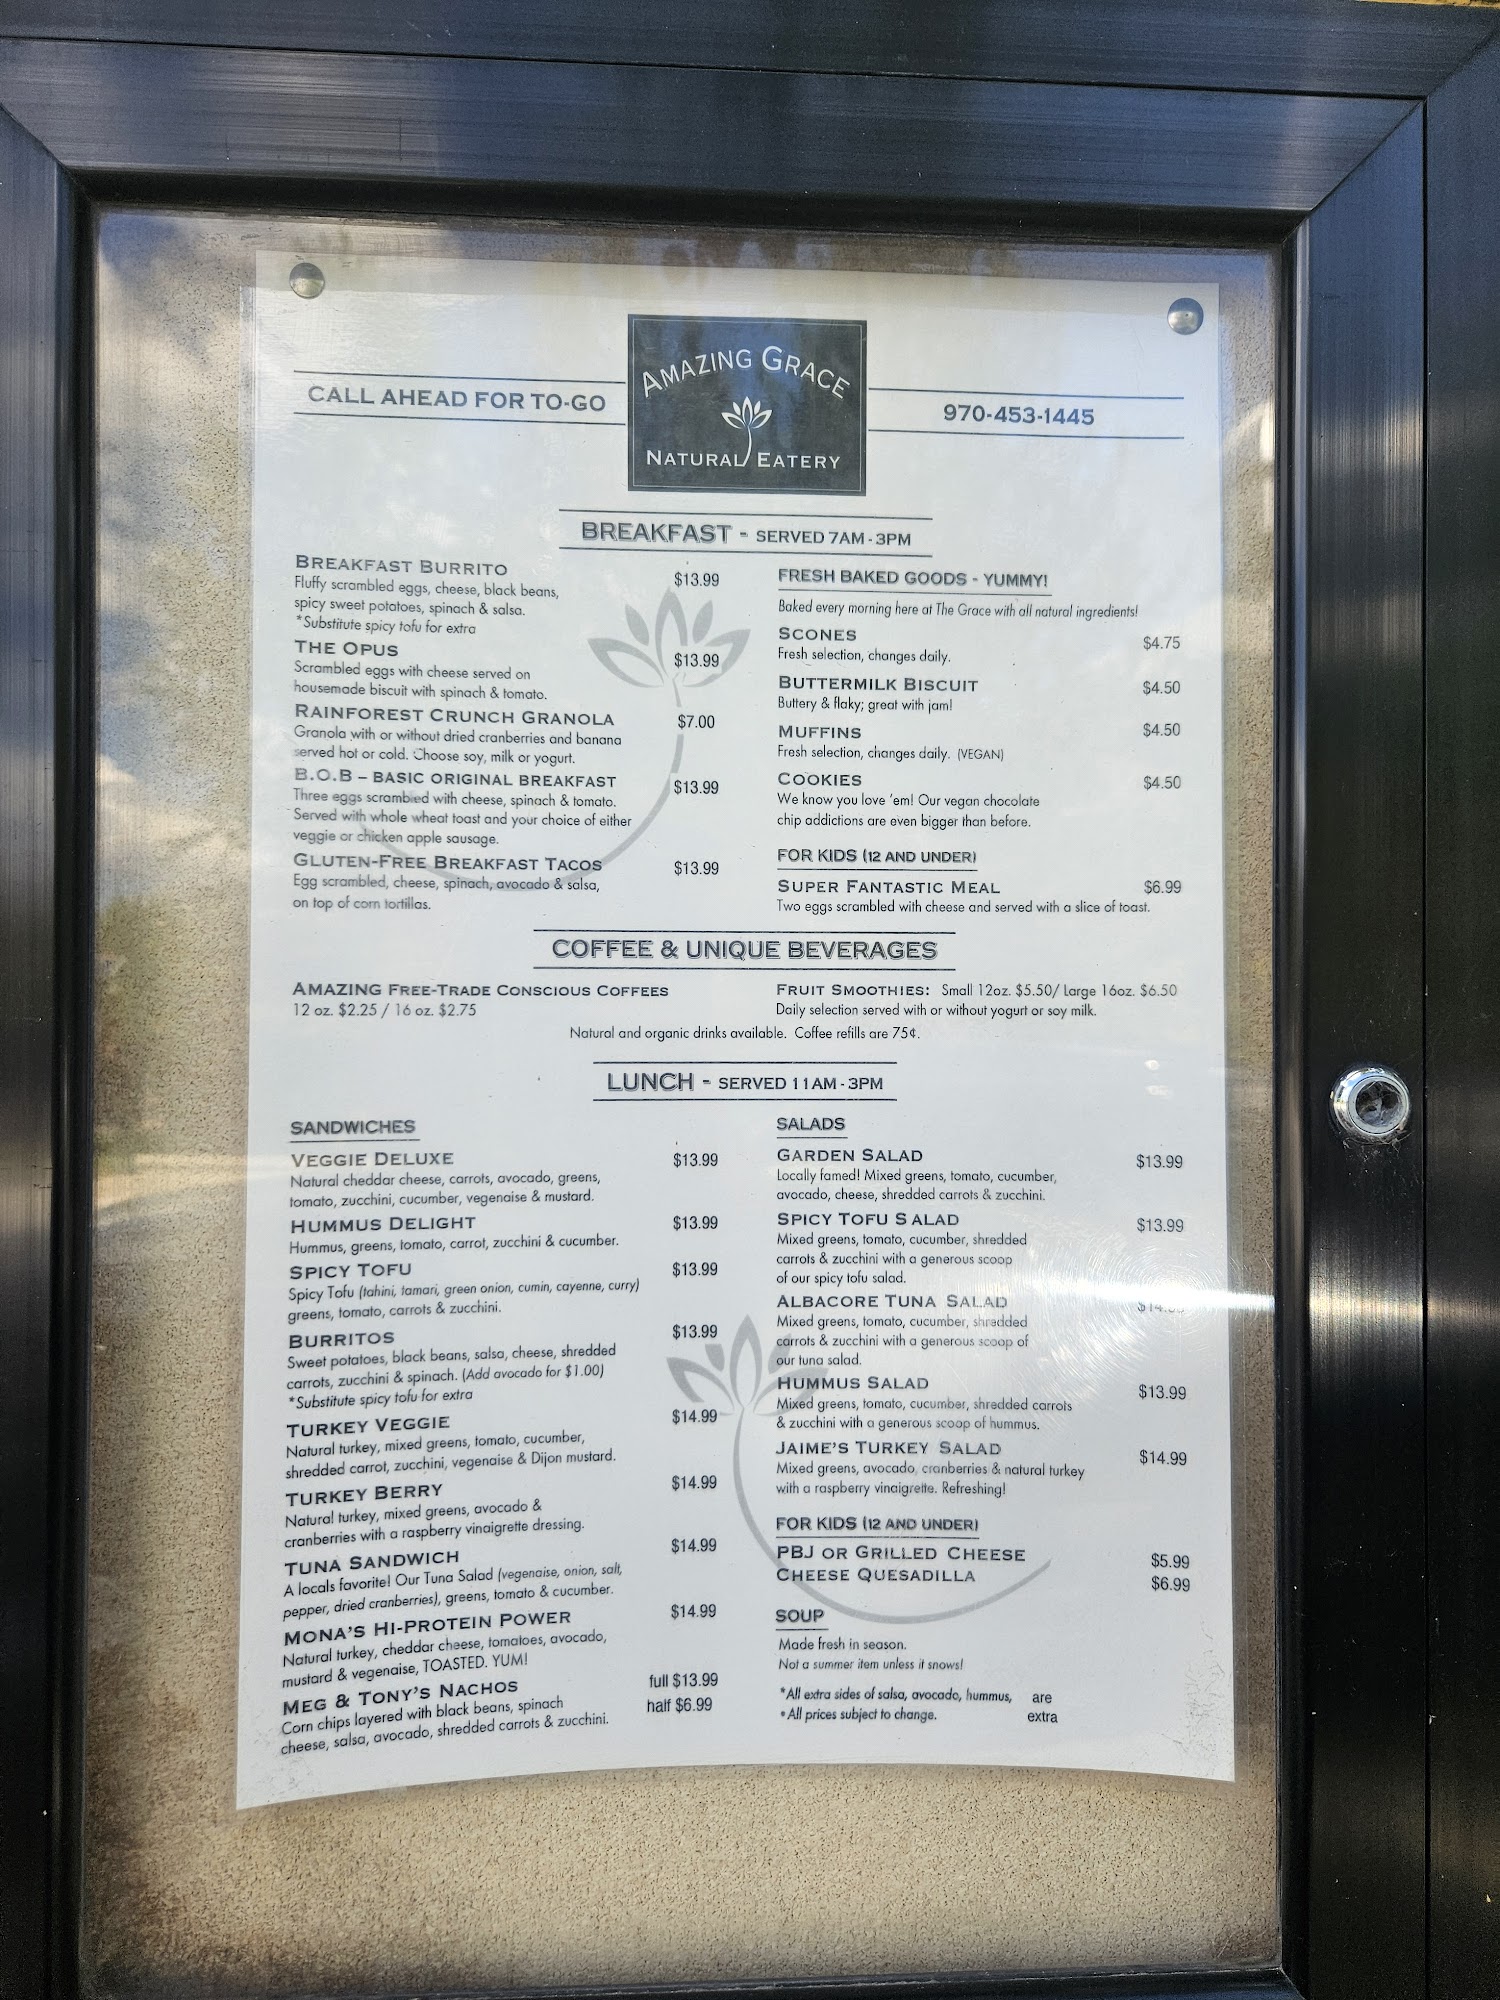 AMAZING GRACE
NATURAL EATERY
CALL AHEAD FOR TO-GO
970-453-1445
BREAKFAST - SERVED 7AM - 3PM
BREAKFAST BURRITO $13.99
Fluffy scrambled eggs, cheese, black beans,
spicy sweet potatoes, spinach & salsa.
*Substitute spicy tofu for extra
THE OPUS $13.99
Scrambled eggs with cheese served on
housemade biscuit with spinach & tomato.
RAINFOREST CRUNCH GRANOLA $7.00
Granola with or without dried cranberries and banana
served hot or cold. Choose soy, milk or yogurt.
B.O.B – BASIC ORIGINAL BREAKFAST $13.99
Three eggs scrambled with cheese, spinach & tomato.
Served with whole wheat toast and your choice of either
veggie or chicken apple sausage.
GLUTEN-FREE BREAKFAST TACOS $13.99
Egg scrambled, cheese, spinach, avocado & salsa,
on top of corn tortillas.
FRESH BAKED GOODS - YUMMY!
Baked every morning here at The Grace with all natural ingredients!
SCONES $4.75
Fresh selection, changes daily.
BUTTERMILK BISCUIT $4.50
Buttery & flaky; great with jam!
MUFFINS $4.50
Fresh selection, changes daily. (VEGAN)
COOKIES $4.50
We know you love 'em! Our vegan chocolate
chip addictions are even bigger than before.
FOR KIDS (12 AND UNDER)
SUPER FANTASTIC MEAL $6.99
Two eggs scrambled with cheese and served with a slice of toast.
COFFEE & UNIQUE BEVERAGES
AMAZING FREE-TRADE CONSCIOUS COFFEES
12 oz. $2.25 / 16 oz. $2.75
FRUIT SMOOTHIES: Small 12oz. $5.50/ Large 16oz. $6.50
Daily selection served with or without yogurt or soy milk.
Natural and organic drinks available. Coffee refills are 75¢.
LUNCH - SERVED 11AM - 3PM
SANDWICHES
VEGGIE DELUXE $13.99
Natural cheddar cheese, carrots, avocado, greens,
tomato, zucchini, cucumber, vegenaise & mustard.
HUMMUS DELIGHT $13.99
Hummus, greens, tomato, carrot, zucchini & cucumber.
SPICY TOFU $13.99
Spicy Tofu (tahini, tamari, green onion, cumin, cayenne, curry)
greens, tomato, carrots & zucchini.
BURRITOS $13.99
Sweet potatoes, black beans, salsa, cheese, shredded
carrots, zucchini & spinach. (Add avocado for $1.00)
*Substitute spicy tofu for extra
TURKEY VEGGIE $14.99
Natural turkey, mixed greens, tomato, cucumber,
shredded carrot, zucchini, vegenaise & Dijon mustard.
TURKEY BERRY $14.99
Natural turkey, mixed greens, avocado &
cranberries with a raspberry vinaigrette dressing.
TUNA SANDWICH $14.99
A locals favorite! Our Tuna Salad (vegenaise, onion, salt,
pepper, dried cranberries), greens, tomato & cucumber.
MONA'S HI-PROTEIN POWER $14.99
Natural turkey, cheddar cheese, tomatoes, avocado,
mustard & vegenaise, TOASTED. YUM!
MEG & TONY'S NACHOS full $13.99
half $6.99
Corn chips layered with black beans, spinach
cheese, salsa, avocado, shredded carrots & zucchini.
SALADS
GARDEN SALAD $13.99
Locally famed! Mixed greens, tomato, cucumber,
avocado, cheese, shredded carrots & zucchini.
SPICY TOFU SALAD $13.99
Mixed greens, tomato, cucumber, shredded
carrots & zucchini with a generous scoop
of our spicy tofu salad.
ALBACORE TUNA SALAD
Mixed greens, tomato, cucumber, shredded
carrots & zucchini with a generous scoop of
our tuna salad.
HUMMUS SALAD $13.99
Mixed greens, tomato, cucumber, shredded carrots
& zucchini with a generous scoop of hummus.
JAIME'S TURKEY SALAD $14.99
Mixed greens, avocado, cranberries & natural turkey
with a raspberry vinaigrette. Refreshing!
FOR KIDS (12 AND UNDER)
PBJ OR GRILLED CHEESE $5.99
CHEESE QUESADILLA $6.99
SOUP
Made fresh in season.
Not a summer item unless it snows!
*All extra sides of salsa, avocado, hummus, are
extra
*All prices subject to change.